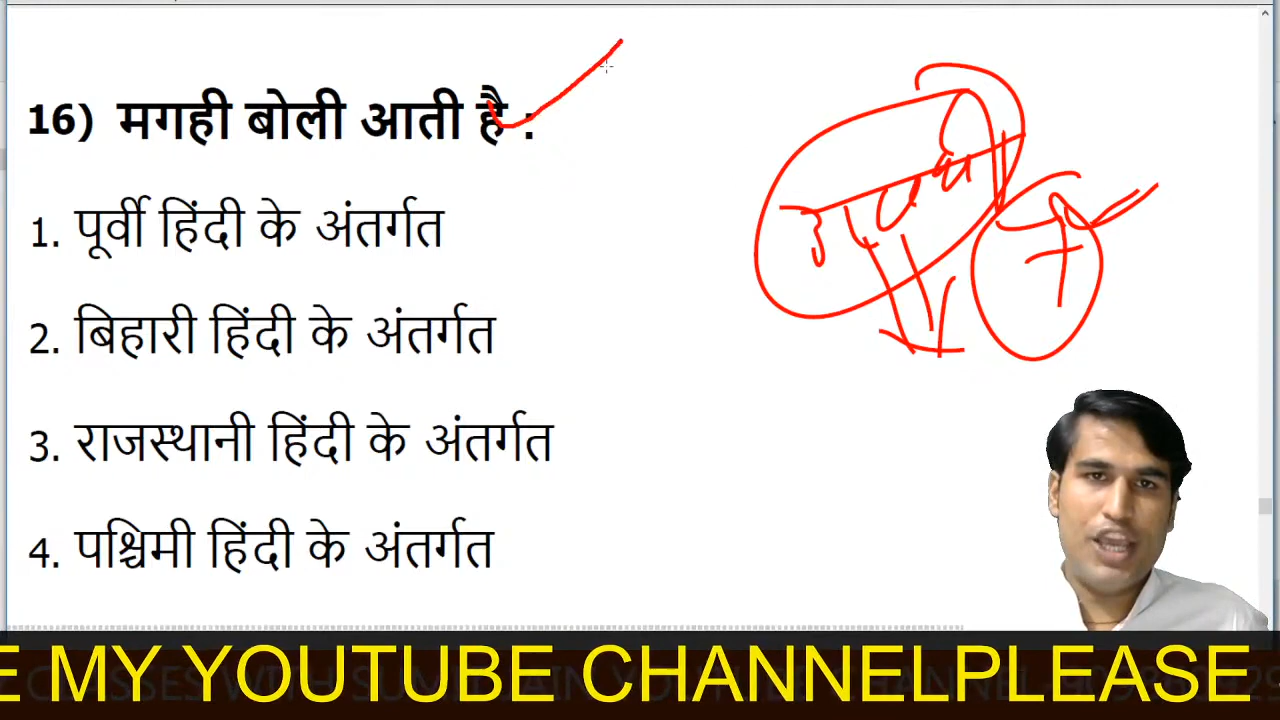 16) मगही बोली आती है :
1. पूर्वी हिंदी के अंतर्गत
2. बिहारी हिंदी के अंतर्गत
3. राजस्थानी हिंदी के अंतर्गत
4. पश्चिमी हिंदी के अंतर्गत
E MY YOUTUBE CHANNELPLEASE